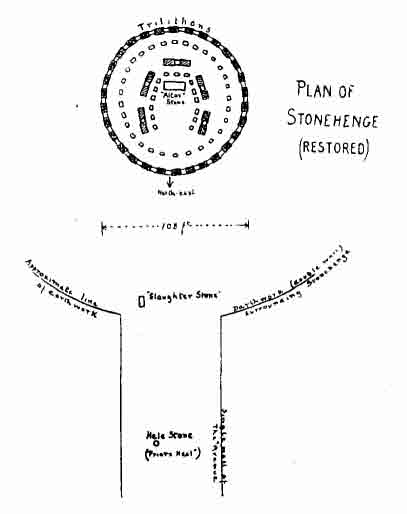 Trilithons
PLAN OF
STONEHENGE
(RESTORED)
"Altar"
Stone
North-east
108 ft
Approximate line
of earthwork
"Slaughter Stone"
Earthwork (double wall)
surrounding Stonehenge
Hele Stone
("Friar's Heel")
Single wall of
The "Avenue"